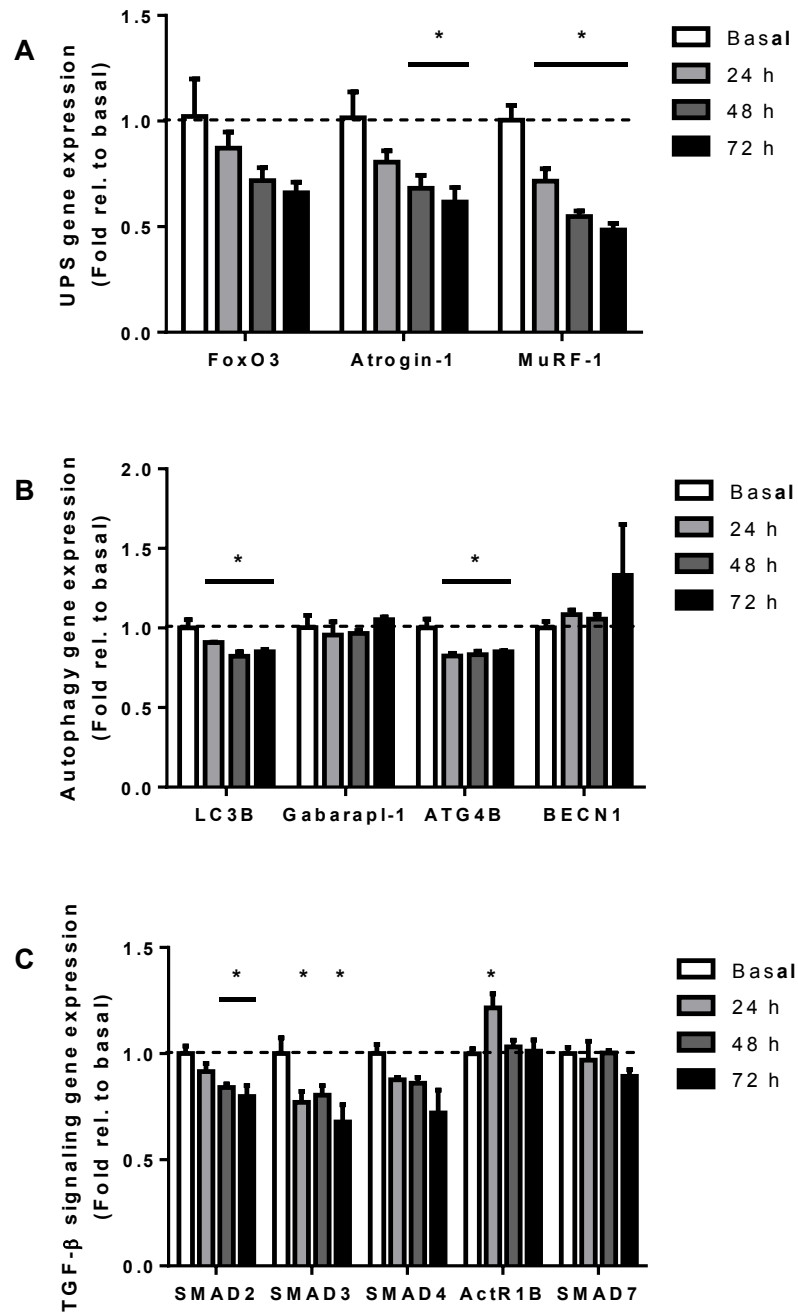 A
UPS gene expression
(Fold rel. to basal)
1.5
1.0
0.5
0.0
*
*
FoxO3
Atrogin-1
MuRF-1
Basal
24 h
48 h
72 h
B
Autophagy gene expression
(Fold rel. to basal)
2.0
1.5
1.0
0.5
0.0
*
*
LC3B
Gabarapl-1
ATG4B
BECN1
Basal
24 h
48 h
72 h
C
TGF-β signaling gene expression
(Fold rel. to basal)
1.5
1.0
0.5
0.0
*
*
*
*
SMAD2
SMAD3
SMAD4
ActR1B
SMAD7
Basal
24 h
48 h
72 h